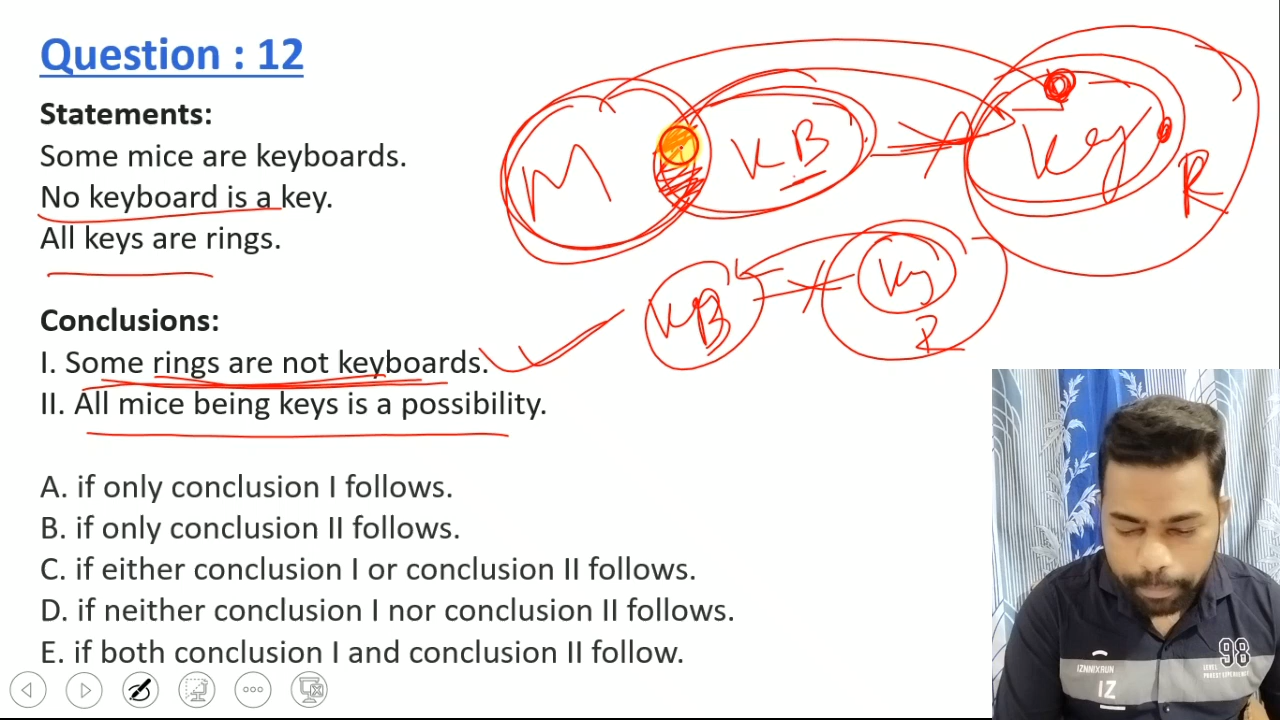 Question : 12
Statements:
Some mice are keyboards.
No keyboard is a key.
All keys are rings.
Conclusions:
I. Some rings are not keyboards.
II. All mice being keys is a possibility.
A. if only conclusion I follows.
B. if only conclusion II follows.
C. if either conclusion I or conclusion II follows.
D. if neither conclusion I nor conclusion II follows.
E. if both conclusion I and conclusion II follow.
M
KB
Key
R
KB
Key
R
98
IZNNIXRUN
IZ